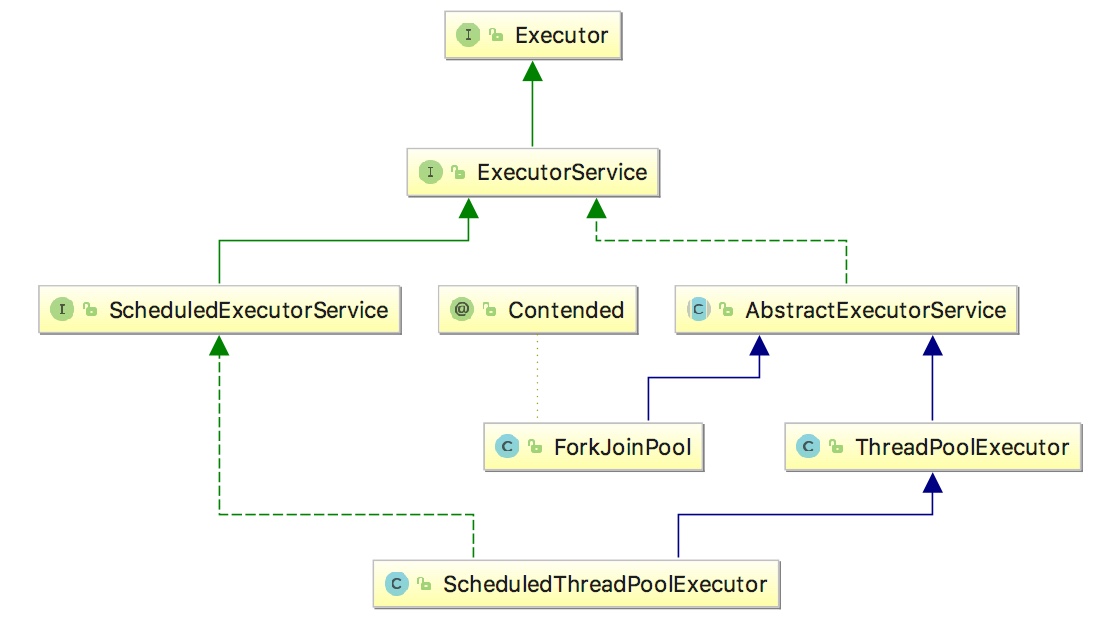 I Executor
I ExecutorService
I ScheduledExecutorService
@ Contended
C AbstractExecutorService
C ForkJoinPool
C ThreadPoolExecutor
C ScheduledThreadPoolExecutor